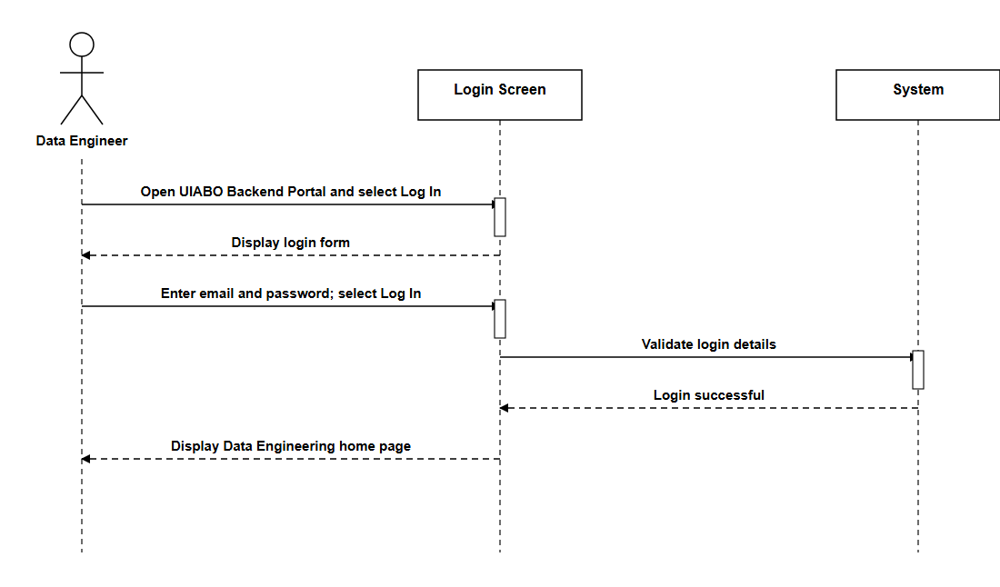 Login Screen
System
Data Engineer
Open UIABO Backend Portal and select Log In
Display login form
Enter email and password; select Log In
Validate login details
Login successful
Display Data Engineering home page